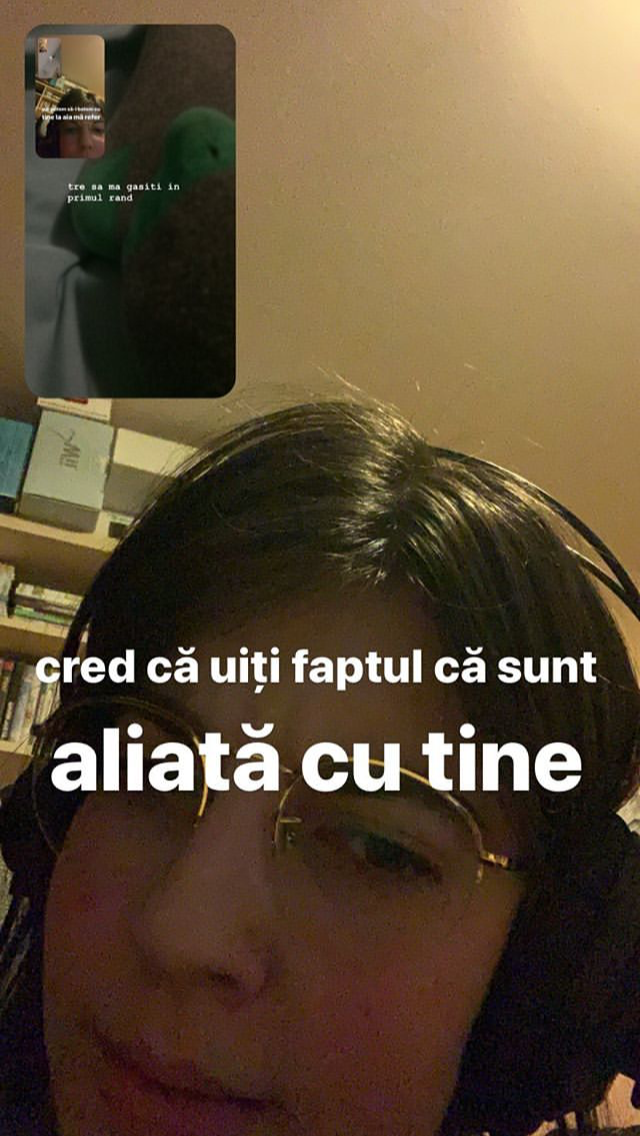 tine la aia mă refer
tre sa ma gasiti in
primul rand
Wii
cred că uiți faptul că sunt
aliată cu tine